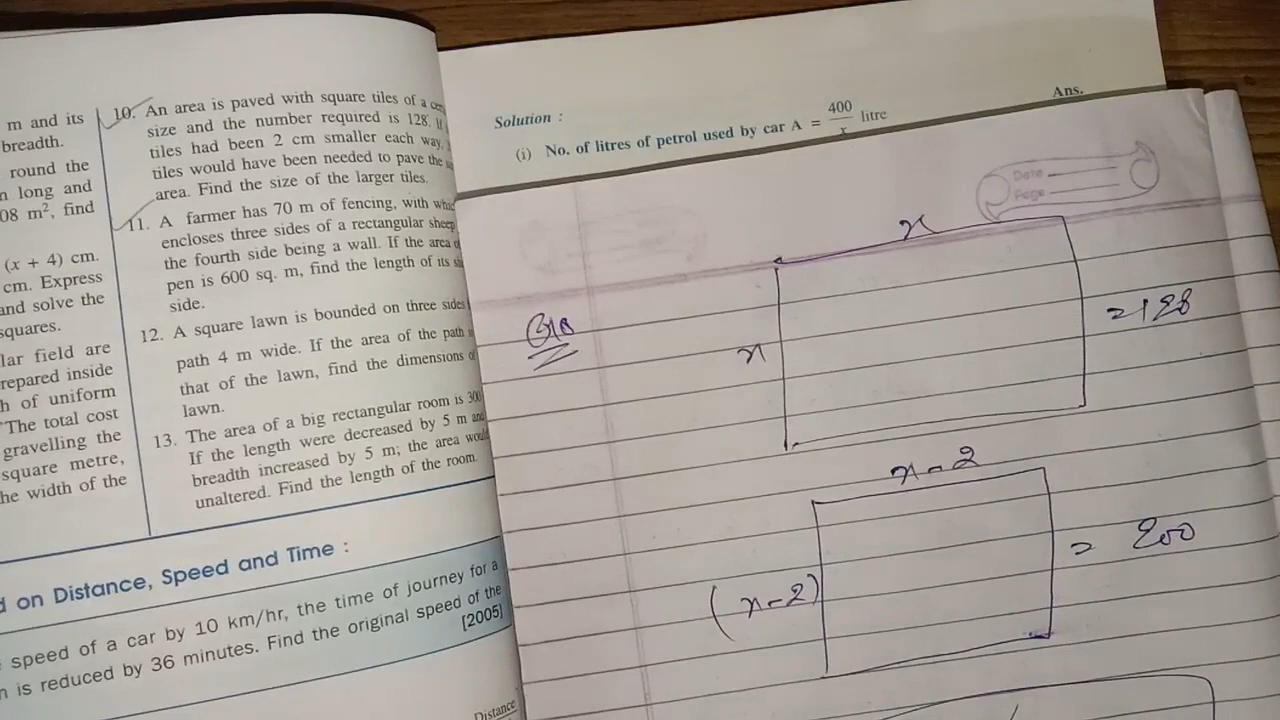 m and its
breadth.
round the
long and
08 m², find
(x + 4) cm.
cm. Express
and solve the
squares.
lar field are
repared inside
h of uniform
The total cost
gravelling the
square metre,
he width of the
10. An area is paved with square tiles of a
size and the number required is 128. If
tiles had been 2 cm smaller each way,
tiles would have been needed to pave the
area. Find the size of the larger tiles.
11. A farmer has 70 m of fencing, with
encloses three sides of a rectangular sheep
the fourth side being a wall. If the area
pen is 600 sq. m, find the length of its
side.
12. A square lawn is bounded on three sides
path 4 m wide. If the area of the path
that of the lawn, find the dimensions
lawn.
13. The area of a big rectangular room is 300
If the length were decreased by 5 m and
breadth increased by 5 m; the area would
unaltered. Find the length of the room.
on Distance, Speed and Time :
speed of a car by 10 km/hr, the time of journey for a
n is reduced by 36 minutes. Find the original speed of the
[2005]
Distance
Ans.
Solution :
(i) No. of litres of petrol used by car A = 400/x litre
Date
Page
x
x
= 128
x - 2
(x-2)
= 200